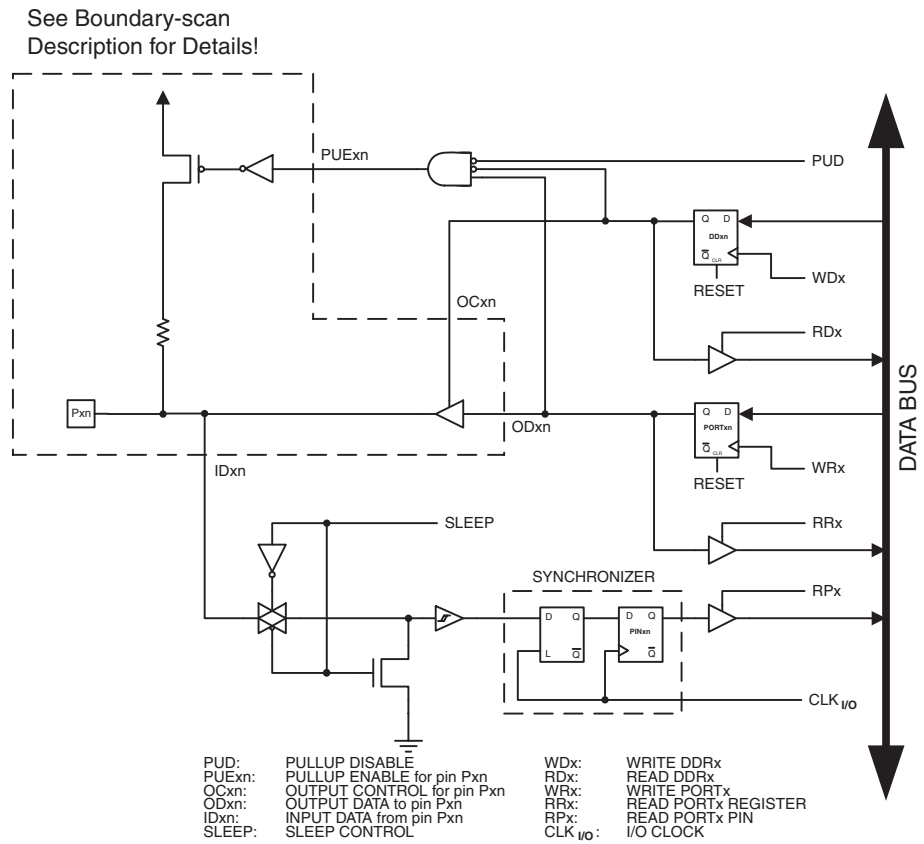 See Boundary-scan
Description for Details!
PUExn
PUD
Q D
DDxn
Q CLR
WDx
RESET
OCxn
RDx
Pxn
ODxn
Q D
PORTxn
Q CLR
WRx
RESET
IDxn
DATA BUS
SLEEP
RRx
SYNCHRONIZER
RPx
D Q
L Q
D Q
PINxn
Q
CLK I/O
PUD: PULLUP DISABLE
PUExn: PULLUP ENABLE for pin Pxn
OCxn: OUTPUT CONTROL for pin Pxn
ODxn: OUTPUT DATA to pin Pxn
IDxn: INPUT DATA from pin Pxn
SLEEP: SLEEP CONTROL
WDx: WRITE DDRx
RDx: READ DDRx
WRx: WRITE PORTx
RRx: READ PORTx REGISTER
RPx: READ PORTx PIN
CLK I/O: I/O CLOCK